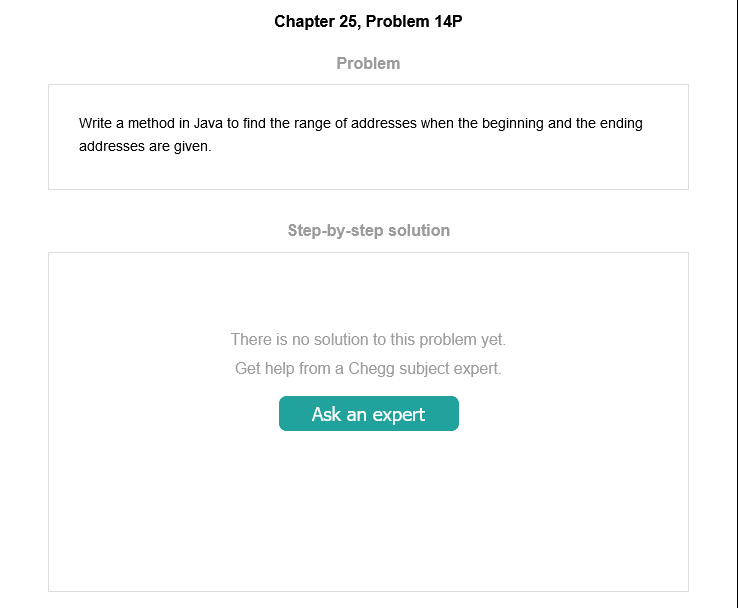 Chapter 25, Problem 14P
Problem
Write a method in Java to find the range of addresses when the beginning and the ending
addresses are given.
Step-by-step solution
There is no solution to this problem yet.
Get help from a Chegg subject expert.
Ask an expert